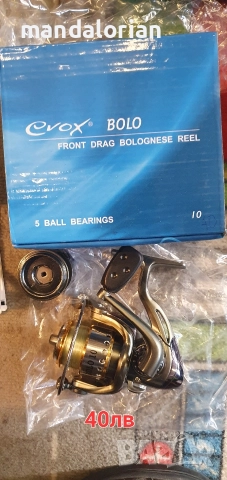 mandalorian
evox® BOLO
FRONT DRAG BOLOGNESE REEL
5 BALL BEARINGS 10
40лв